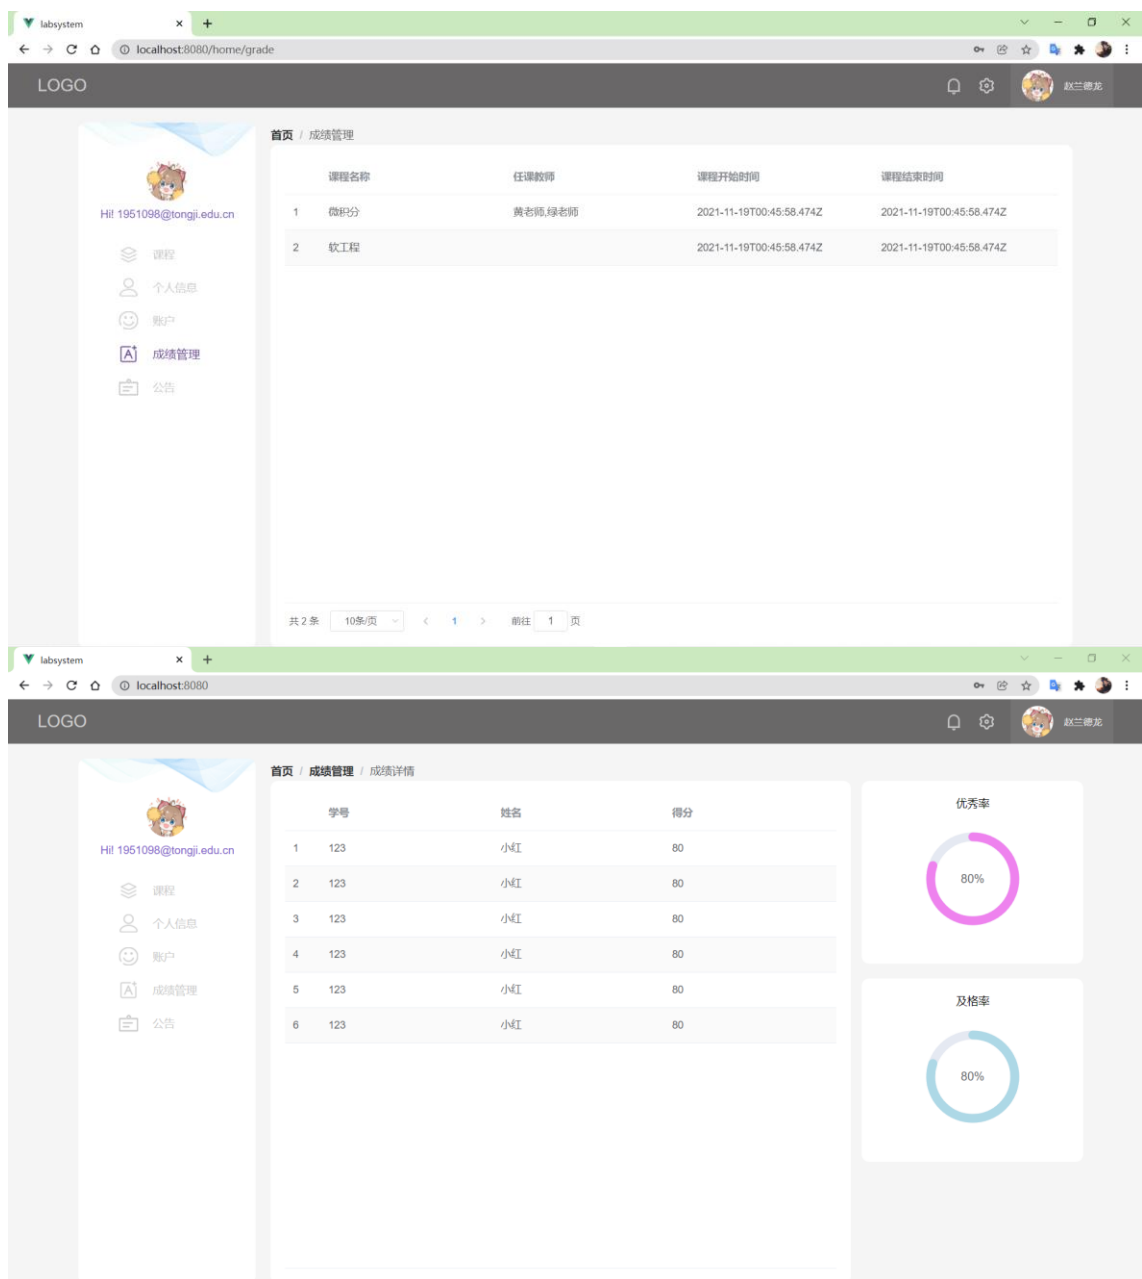 labsystem
localhost:8080/home/grade
LOGO
赵兰德龙
首页 / 成绩管理
Hi! 1951098@tongji.edu.cn
课程
个人信息
账户
成绩管理
公告
课程名称 任课教师 课程开始时间 课程结束时间
1 微积分 黄老师,绿老师 2021-11-19T00:45:58.474Z 2021-11-19T00:45:58.474Z
2 软工程 2021-11-19T00:45:58.474Z 2021-11-19T00:45:58.474Z
共 2 条 10条/页 < 1 > 前往 1 页
labsystem
localhost:8080
LOGO
赵兰德龙
首页 / 成绩管理 / 成绩详情
Hi! 1951098@tongji.edu.cn
课程
个人信息
账户
成绩管理
公告
学号 姓名 得分
1 123 小红 80
2 123 小红 80
3 123 小红 80
4 123 小红 80
5 123 小红 80
6 123 小红 80
优秀率
80%
及格率
80%